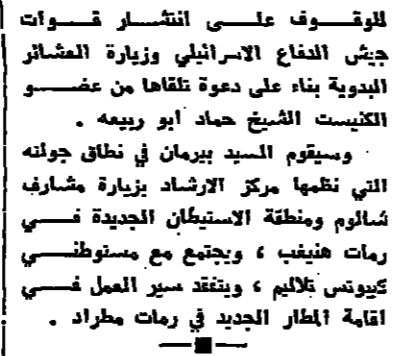 للوقوف على انتشار قوات
جيش الدفاع الاسرائيلي وزيارة العشائر
البدوية بناء على دعوة تلقاها من عضو
الكنيست الشيخ حماد ابو ربيعه .
وسيقوم السيد بيرمان في نطاق جولته
التي نظمها مركز الارشاد بزيارة مشارف
شالوم ومنطقة الاستيطان الجديدة في
رمات هنيغب ، ويجتمع مع مستوطني
كيبوتس تلاليم ، ويتفقد سير العمل في
اقامة المطار الجديد في رمات مطراد .